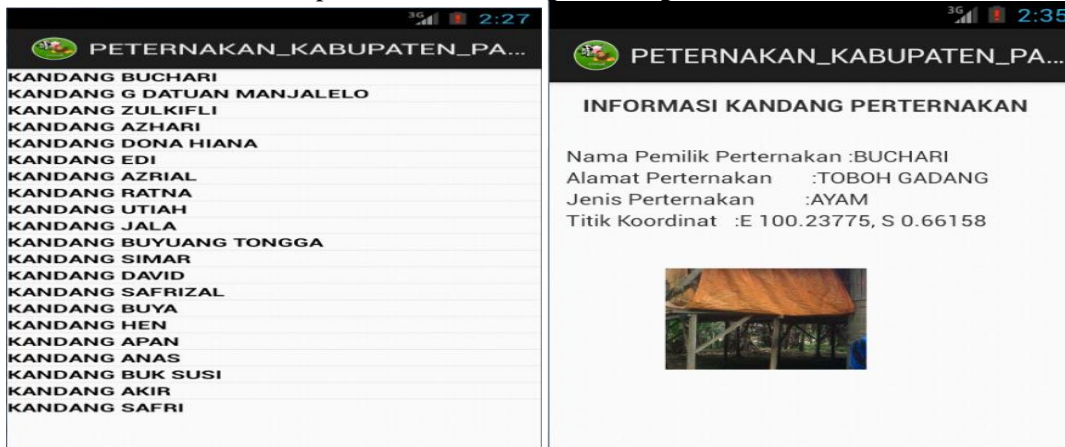 3G 2:27
PETERNAKAN_KABUPATEN_PA...
KANDANG BUCHARI
KANDANG G DATUAN MANJALELO
KANDANG ZULKIFLI
KANDANG AZHARI
KANDANG DONA HIANA
KANDANG EDI
KANDANG AZRIAL
KANDANG RATNA
KANDANG UTIAH
KANDANG JALA
KANDANG BUYUANG TONGGA
KANDANG SIMAR
KANDANG DAVID
KANDANG SAFRIZAL
KANDANG BUYA
KANDANG HEN
KANDANG APAN
KANDANG ANAS
KANDANG BUK SUSI
KANDANG AKIR
KANDANG SAFRI
3G 2:35
PETERNAKAN_KABUPATEN_PA...
INFORMASI KANDANG PERTERNAKAN
Nama Pemilik Perternakan :BUCHARI
Alamat Perternakan :TOBOH GADANG
Jenis Perternakan :AYAM
Titik Koordinat :E 100.23775, S 0.66158